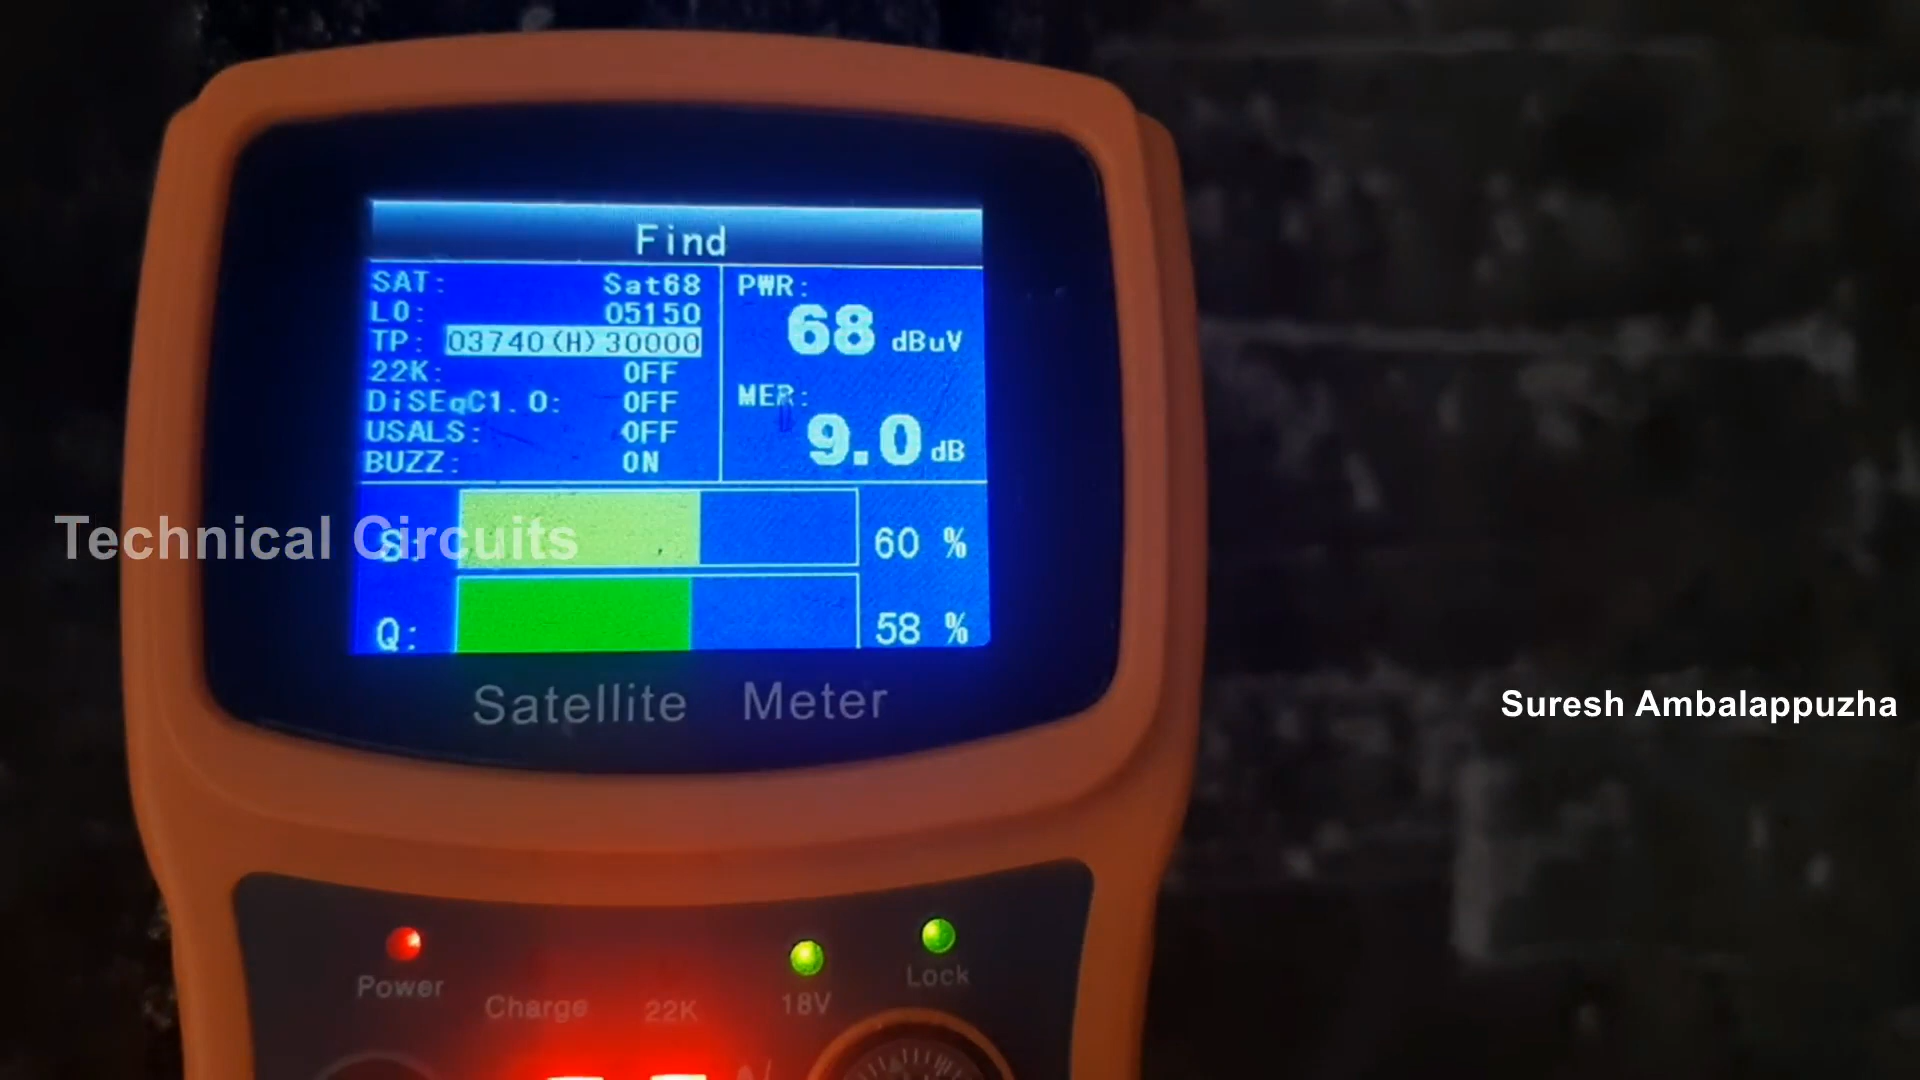 Find
SAT: Sat68
LO: 05150
TP: 03740(H)30000
22K: OFF
DiSEqC1.0: OFF
USALS: OFF
BUZZ: ON
PWR:
68 dBuV
MER:
9.0 dB
S: 60 %
Q: 58 %
Technical Circuits
Satellite Meter
Suresh Ambalappuzha
Power
Charge
22K
18V
Lock